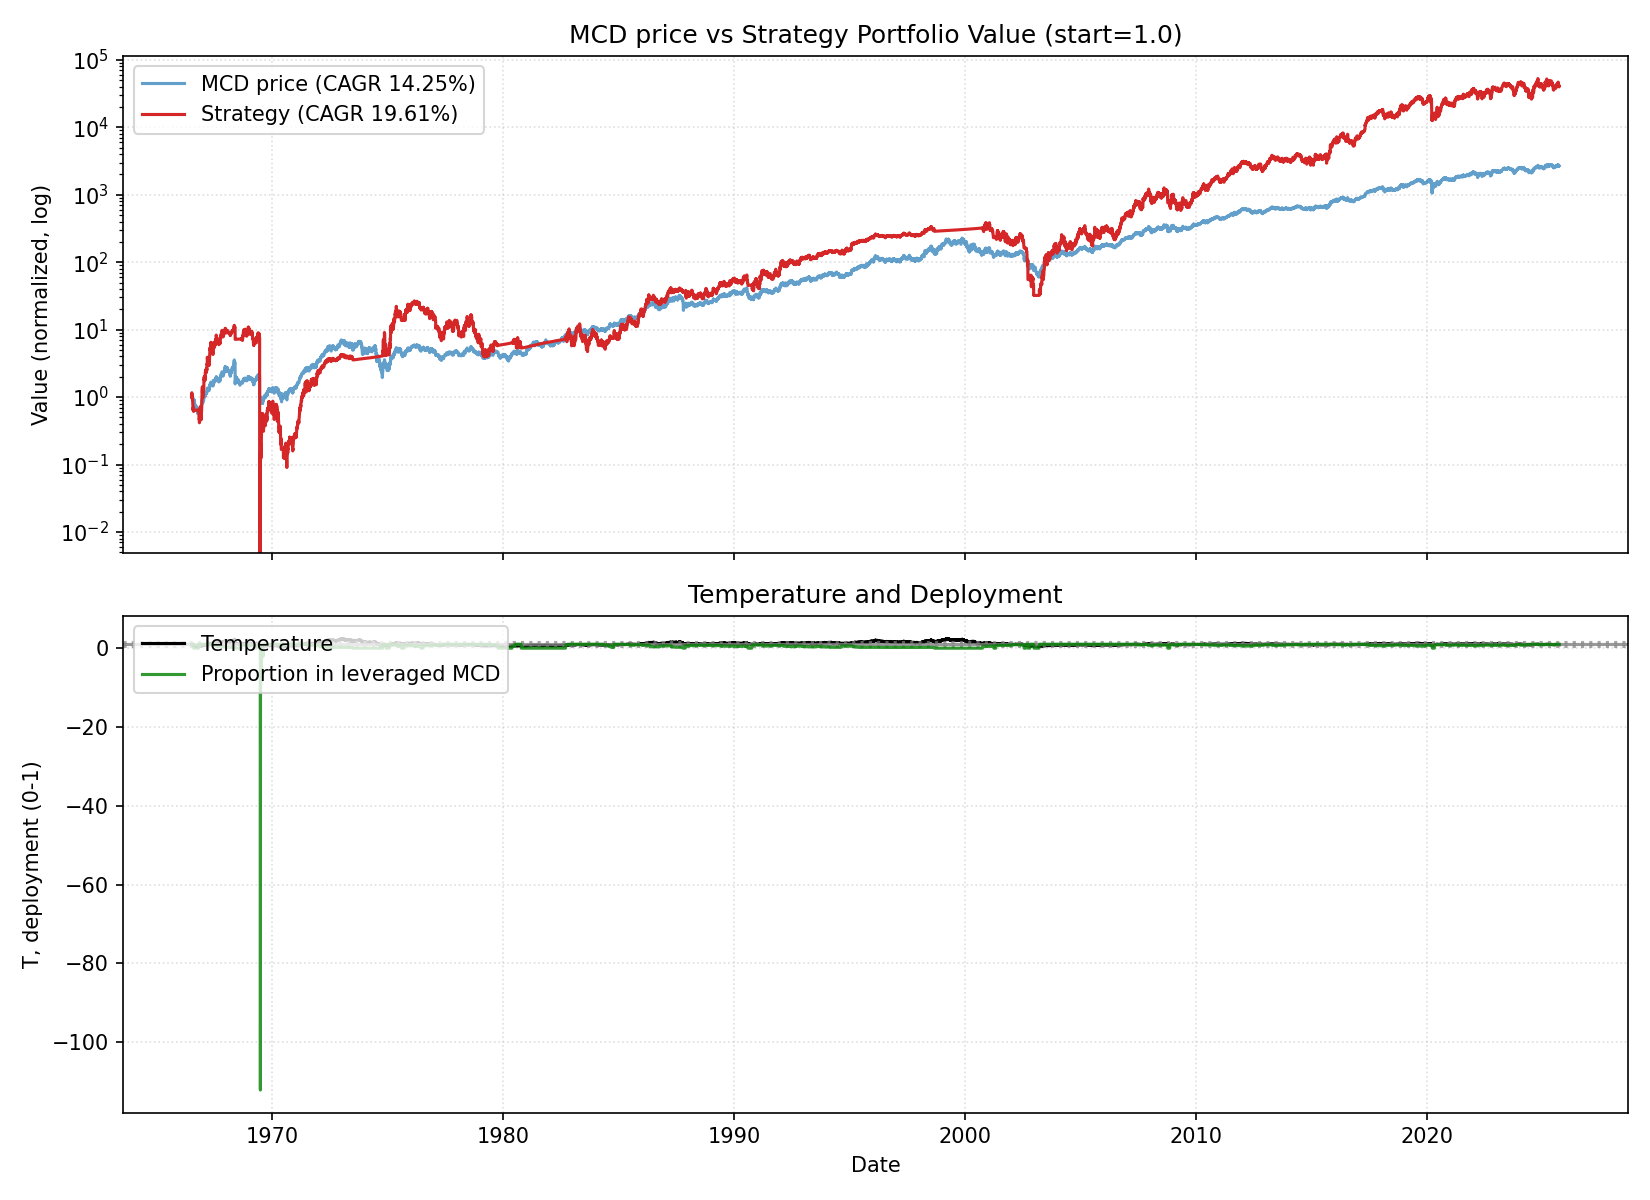 MCD price vs Strategy Portfolio Value (start=1.0)
MCD price (CAGR 14.25%)
Strategy (CAGR 19.61%)
Value (normalized, log)
10^5
10^4
10^3
10^2
10^1
10^0
10^−1
10^−2
Temperature and Deployment
Temperature
Proportion in leveraged MCD
T, deployment (0-1)
0
−20
−40
−60
−80
−100
1970 1980 1990 2000 2010 2020
Date